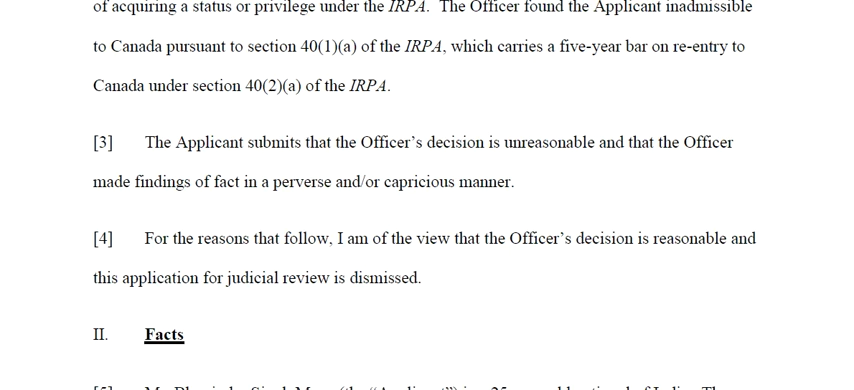 of acquiring a status or privilege under the IRPA. The Officer found the Applicant inadmissible
to Canada pursuant to section 40(1)(a) of the IRPA, which carries a five-year bar on re-entry to
Canada under section 40(2)(a) of the IRPA.
[3] The Applicant submits that the Officer’s decision is unreasonable and that the Officer
made findings of fact in a perverse and/or capricious manner.
[4] For the reasons that follow, I am of the view that the Officer’s decision is reasonable and
this application for judicial review is dismissed.
II. Facts